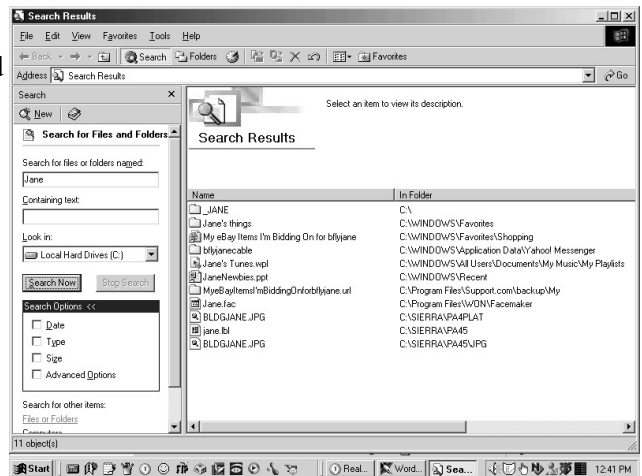 Search Results
File Edit View Favorites Tools Help
Back Search Folders Favorites
Address Search Results Go
Search
New
Search for Files and Folders
Search for files or folders named:
Jane
Containing text:
Look in:
Local Hard Drives (C:)
Search Now Stop Search
Search Options <<
Date
Type
Size
Advanced Options
Search for other items:
Files or Folders
Computers
Select an item to view its description.
Search Results
Name In Folder
_JANE C:\
Jane's things C:\WINDOWS\Favorites
My eBay Items I'm Bidding On for bflyjane C:\WINDOWS\Favorites\Shopping
bflyjanecable C:\WINDOWS\Application Data\Yahoo! Messenger
Jane's Tunes.wpl C:\WINDOWS\All Users\Documents\My Music\My Playlists
JaneNewbies.ppt C:\WINDOWS\Recent
MyeBayItemsI'mBiddingOnforbflyjane.url C:\Program Files\Support.com\backup\My
Jane.fac C:\Program Files\WON\Facemaker
BLDGJANE.JPG C:\SIERRA\PA4PLAT
jane.lbl C:\SIERRA\PA45
BLDGJANE.JPG C:\SIERRA\PA45\JPG
11 object(s)
Start Real... Word... Sea... 12:41 PM